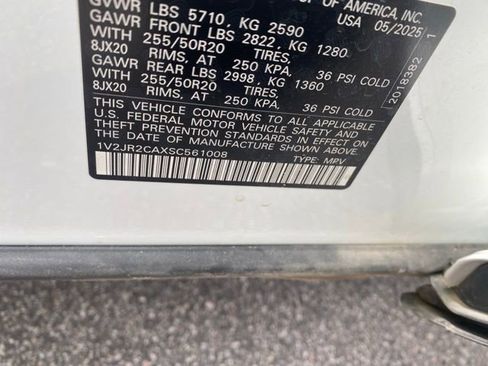 OF AMERICA, INC.
USA 05/2025
GVWR LBS 5710, KG 2590
GAWR FRONT LBS 2822, KG 1280
8JX20 255/50R20 TIRES,
RIMS, AT 250 KPA, 36 PSI COLD
GAWR REAR LBS 2998, KG 1360
8JX20 255/50R20 TIRES,
RIMS, AT 250 KPA, 36 PSI COLD
THIS VEHICLE CONFORMS TO ALL APPLICABLE
U.S. FEDERAL MOTOR VEHICLE SAFETY AND
THEFT PREVENTION STANDARDS IN EFFECT ON
THE DATE OF MANUFACTURE SHOWN ABOVE.
1V2JR2CAXSC561008 TYPE: MPV
2018382 1